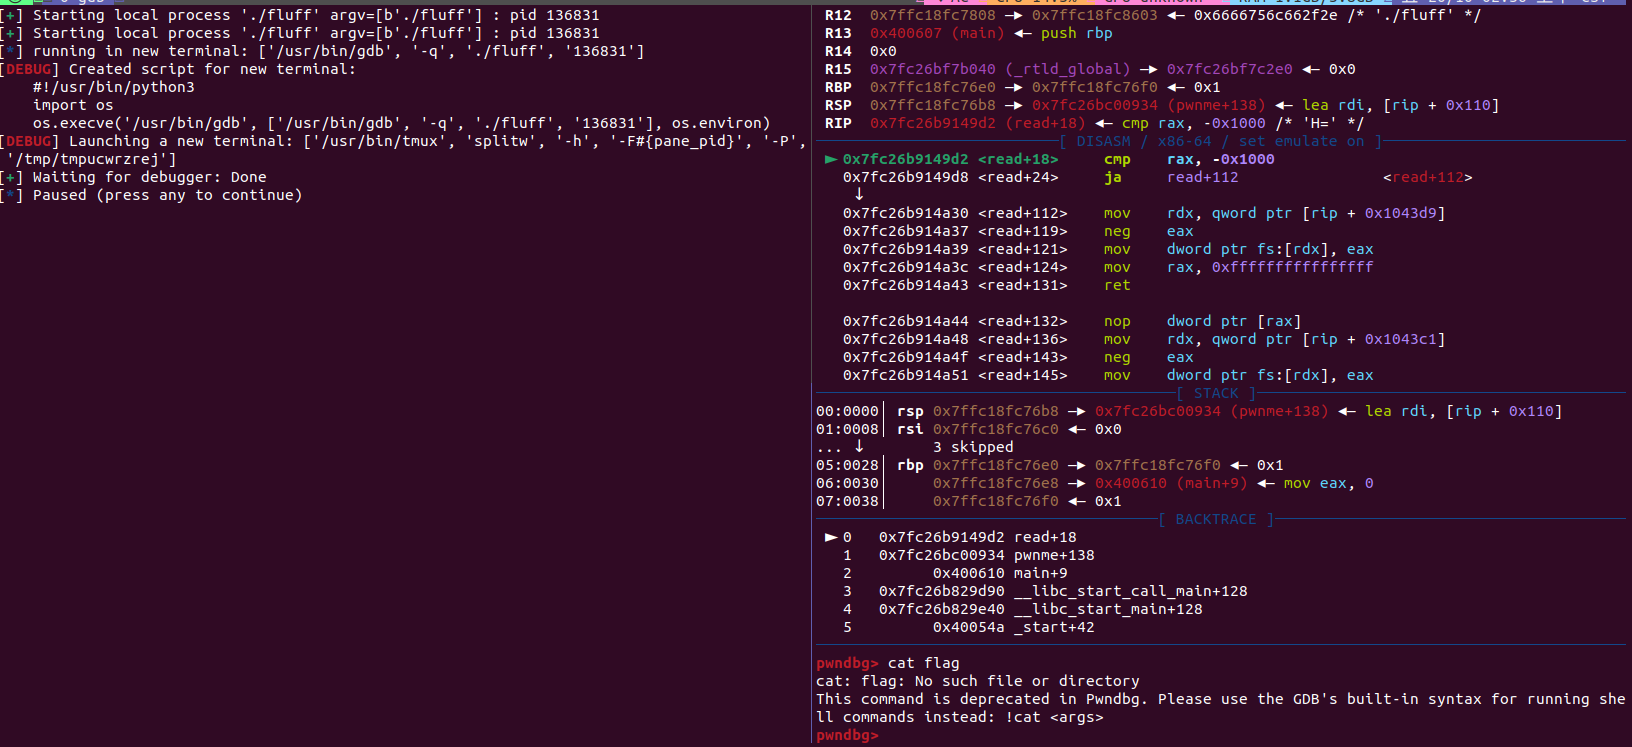 [+] Starting local process './fluff' argv=[b'./fluff'] : pid 136831
[+] Starting local process './fluff' argv=[b'./fluff'] : pid 136831
[*] running in new terminal: ['/usr/bin/gdb', '-q', './fluff', '136831']
[DEBUG] Created script for new terminal:
    #!/usr/bin/python3
    import os
    os.execve('/usr/bin/gdb', ['/usr/bin/gdb', '-q', './fluff', '136831'], os.environ)
[DEBUG] Launching a new terminal: ['/usr/bin/tmux', 'splitw', '-h', '-F#{pane_pid}', '-P',
 '/tmp/tmpucwrzrej']
[+] Waiting for debugger: Done
[*] Paused (press any to continue)
R12  0x7ffc18fc7808 —▸ 0x7ffc18fc8603 ◂— 0x6666756c662f2e /* './fluff' */
R13  0x400607 (main) ◂— push rbp
R14  0x0
R15  0x7fc26bf7b040 (_rtld_global) —▸ 0x7fc26bf7c2e0 ◂— 0x0
RBP  0x7ffc18fc76e0 —▸ 0x7ffc18fc76f0 ◂— 0x1
RSP  0x7ffc18fc76b8 —▸ 0x7fc26bc00934 (pwnme+138) ◂— lea rdi, [rip + 0x110]
RIP  0x7fc26b9149d2 (read+18) ◂— cmp rax, -0x1000 /* 'H=' */
[ DISASM / x86-64 / set emulate on ]
► 0x7fc26b9149d2 <read+18>     cmp    rax, -0x1000
  0x7fc26b9149d8 <read+24>     ja     read+112                <read+112>
   ↓
  0x7fc26b914a30 <read+112>    mov    rdx, qword ptr [rip + 0x1043d9]
  0x7fc26b914a37 <read+119>    neg    eax
  0x7fc26b914a39 <read+121>    mov    dword ptr fs:[rdx], eax
  0x7fc26b914a3c <read+124>    mov    rax, 0xffffffffffffffff
  0x7fc26b914a43 <read+131>    ret
  0x7fc26b914a44 <read+132>    nop    dword ptr [rax]
  0x7fc26b914a48 <read+136>    mov    rdx, qword ptr [rip + 0x1043c1]
  0x7fc26b914a4f <read+143>    neg    eax
  0x7fc26b914a51 <read+145>    mov    dword ptr fs:[rdx], eax
[ STACK ]
00:0000│ rsp 0x7ffc18fc76b8 —▸ 0x7fc26bc00934 (pwnme+138) ◂— lea rdi, [rip + 0x110]
01:0008│ rsi 0x7ffc18fc76c0 ◂— 0x0
... ↓        3 skipped
05:0028│ rbp 0x7ffc18fc76e0 —▸ 0x7ffc18fc76f0 ◂— 0x1
06:0030│     0x7ffc18fc76e8 —▸ 0x400610 (main+9) ◂— mov eax, 0
07:0038│     0x7ffc18fc76f0 ◂— 0x1
[ BACKTRACE ]
► 0   0x7fc26b9149d2 read+18
  1   0x7fc26bc00934 pwnme+138
  2         0x400610 main+9
  3   0x7fc26b829d90 __libc_start_call_main+128
  4   0x7fc26b829e40 __libc_start_main+128
  5         0x40054a _start+42
pwndbg> cat flag
cat: flag: No such file or directory
This command is deprecated in Pwndbg. Please use the GDB's built-in syntax for running she
ll commands instead: !cat <args>
pwndbg>